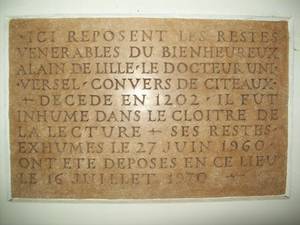 ·ICI REPOSENT LES RESTES
VENERABLES DU BIENHEUREUX
ALAIN DE LILLE·LE DOCTEUR UNI
VERSEL·CONVERS DE CITEAUX·
+ DECEDE EN 1202·IL FUT
INHUME DANS LE CLOITRE DE
LA LECTURE + SES RESTES
EXHUMES LE 27 JUIN 1960
ONT ETE DEPOSES EN CE LIEU
LE 16 JUILLET 1970 +